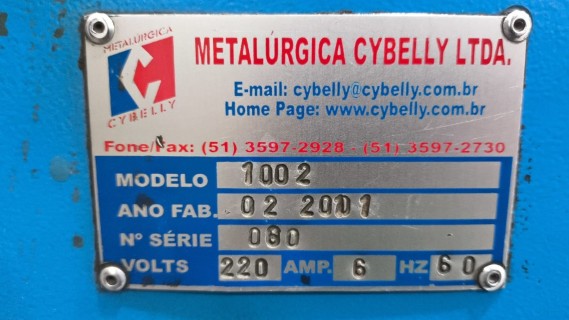 METALÚRGICA
CYBELLY
METALÚRGICA CYBELLY LTDA.
E-mail: cybelly@cybelly.com.br
Home Page: www.cybelly.com.br
Fone/Fax: (51) 3597-2928 - (51) 3597-2730
MODELO 1002
ANO FAB. 02 2001
Nº SÉRIE 060
VOLTS 220 AMP. 6 HZ 60